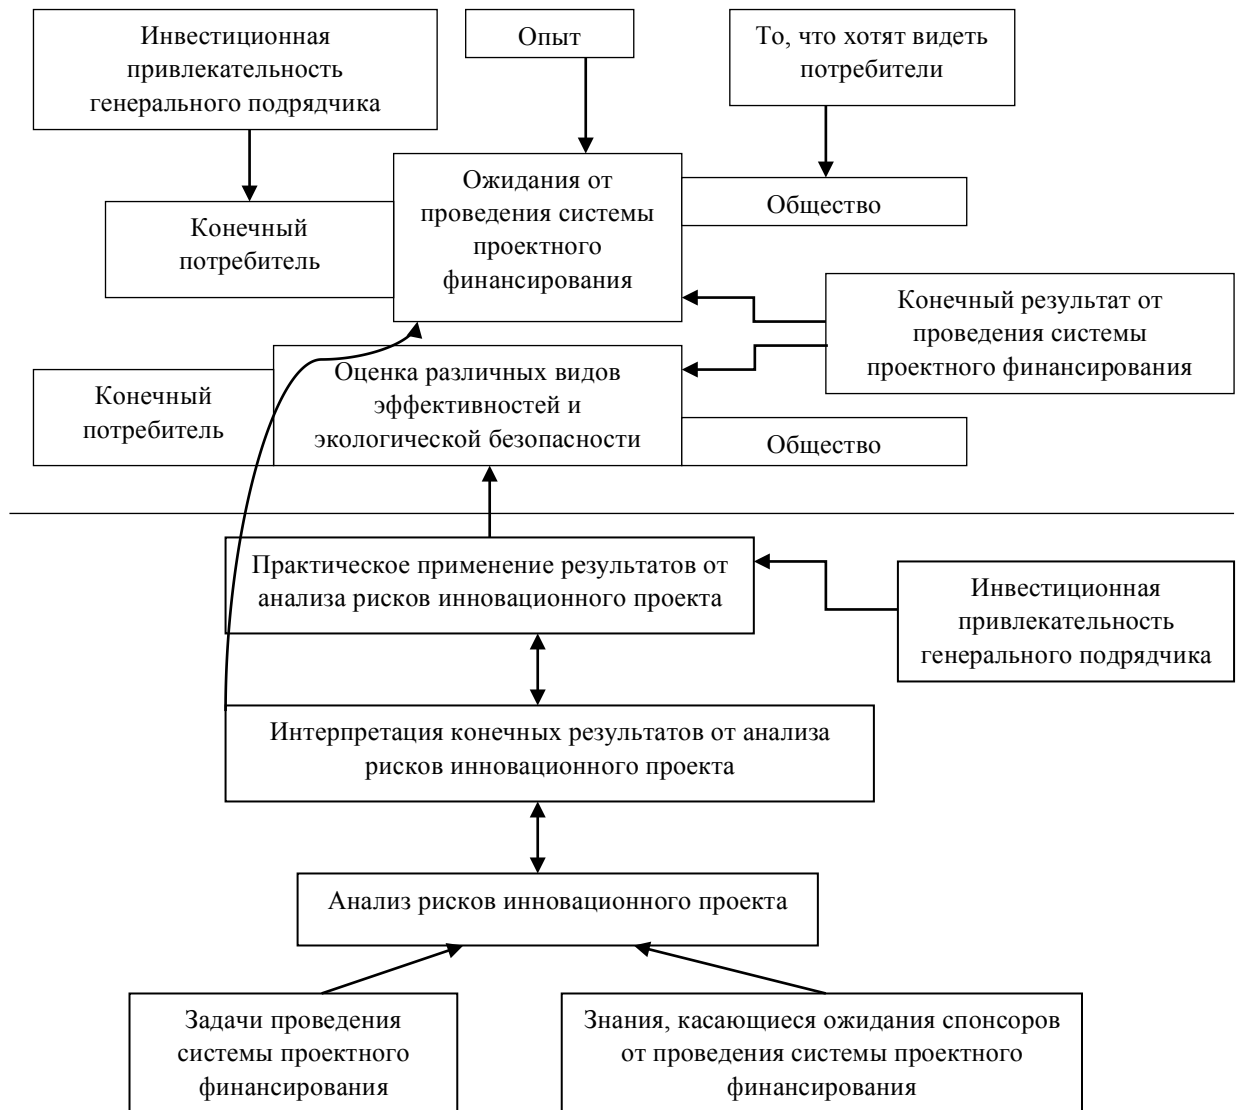 Инвестиционная
привлекательность
генерального подрядчика
Опыт
То, что хотят видеть
потребители
Ожидания от
проведения системы
проектного
финансирования
Общество
Конечный
потребитель
Конечный результат от
проведения системы
проектного финансирования
Оценка различных видов
эффективностей и
экологической безопасности
Конечный
потребитель
Общество
Практическое применение результатов от
анализа рисков инновационного проекта
Инвестиционная
привлекательность
генерального подрядчика
Интерпретация конечных результатов от анализа
рисков инновационного проекта
Анализ рисков инновационного проекта
Задачи проведения
системы проектного
финансирования
Знания, касающиеся ожидания спонсоров
от проведения системы проектного
финансирования